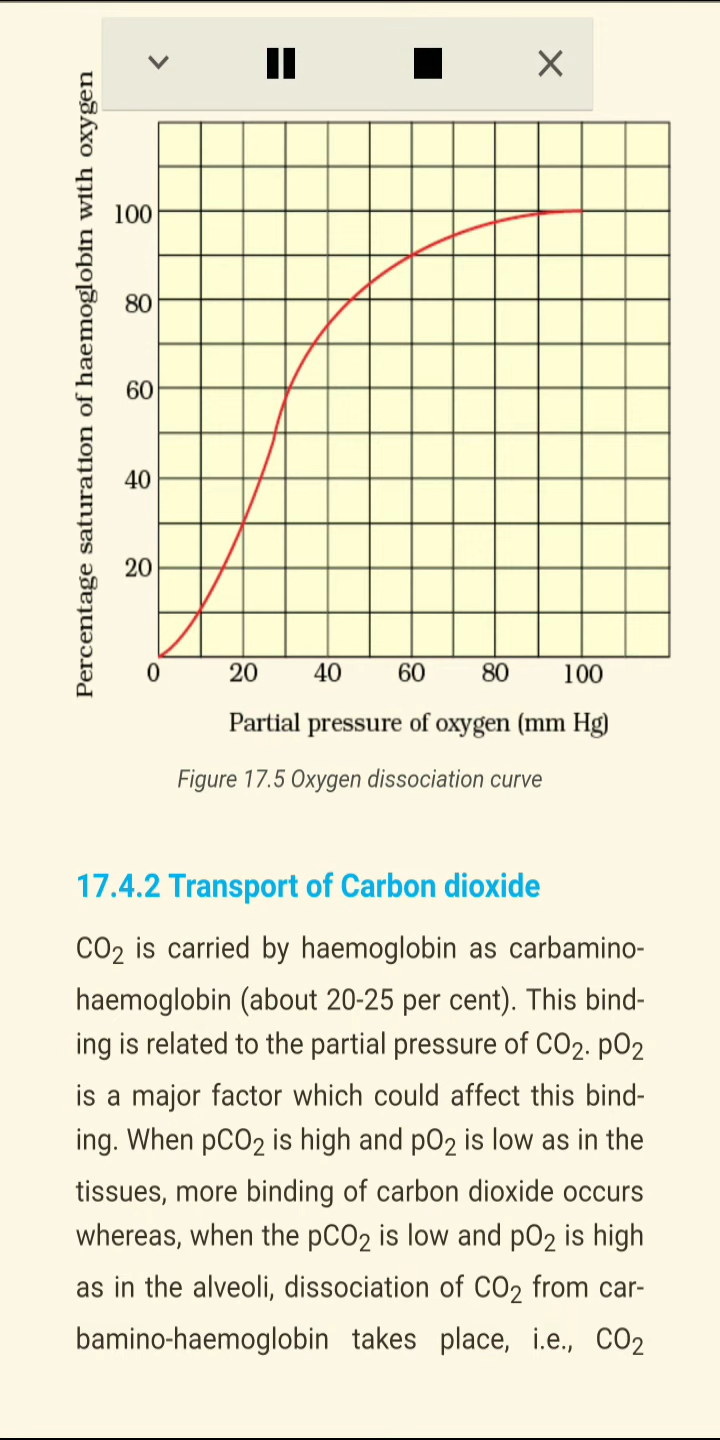 Percentage saturation of haemoglobin with oxygen
100
80
60
40
20
0 20 40 60 80 100
Partial pressure of oxygen (mm Hg)
Figure 17.5 Oxygen dissociation curve
17.4.2 Transport of Carbon dioxide
CO₂ is carried by haemoglobin as carbamino-
haemoglobin (about 20-25 per cent). This bind-
ing is related to the partial pressure of CO₂. pO₂
is a major factor which could affect this bind-
ing. When pCO₂ is high and pO₂ is low as in the
tissues, more binding of carbon dioxide occurs
whereas, when the pCO₂ is low and pO₂ is high
as in the alveoli, dissociation of CO₂ from car-
bamino-haemoglobin takes place, i.e., CO₂